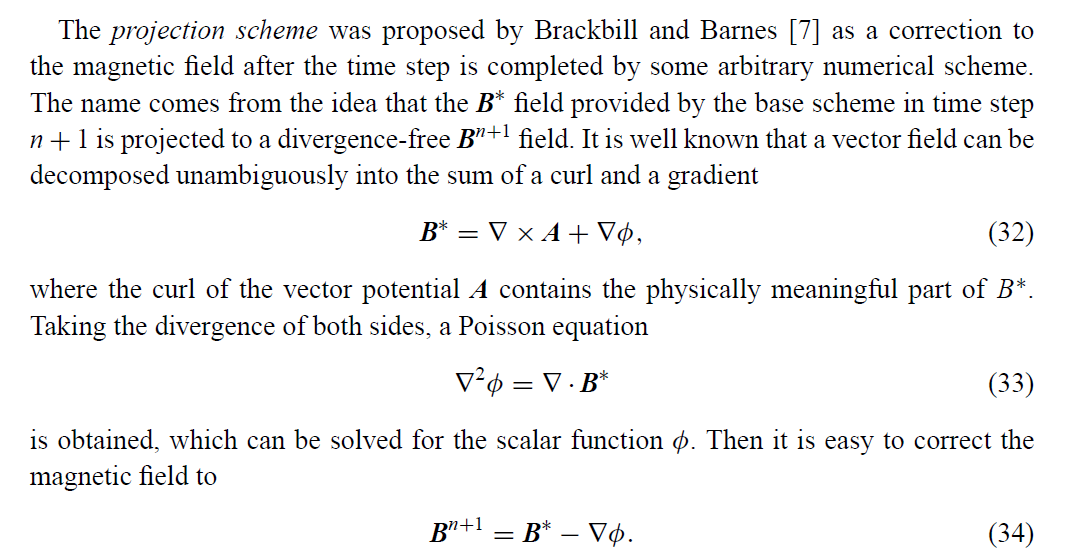 The projection scheme was proposed by Brackbill and Barnes [7] as a correction to
the magnetic field after the time step is completed by some arbitrary numerical scheme.
The name comes from the idea that the B* field provided by the base scheme in time step
n + 1 is projected to a divergence-free Bⁿ⁺¹ field. It is well known that a vector field can be
decomposed unambiguously into the sum of a curl and a gradient
B* = ∇ × A + ∇ϕ, (32)
where the curl of the vector potential A contains the physically meaningful part of B*.
Taking the divergence of both sides, a Poisson equation
∇²ϕ = ∇ · B* (33)
is obtained, which can be solved for the scalar function ϕ. Then it is easy to correct the
magnetic field to
Bⁿ⁺¹ = B* − ∇ϕ. (34)